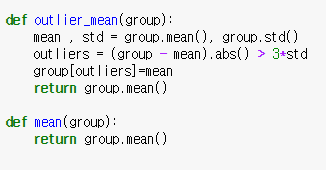 def outlier_mean(group):
    mean , std = group.mean(), group.std()
    outliers = (group - mean).abs() > 3*std
    group[outliers]=mean
    return group.mean()

def mean(group):
    return group.mean()